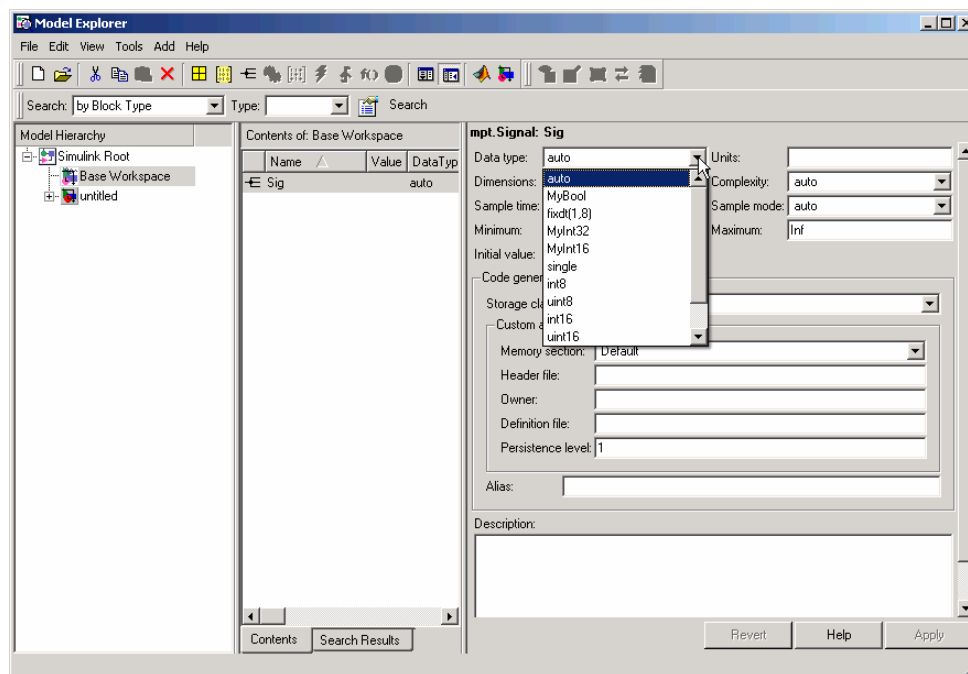 Model Explorer
File Edit View Tools Add Help
Search: by Block Type Type: Search
Model Hierarchy
Simulink Root
Base Workspace
untitled
Contents of: Base Workspace
Name Value DataTyp
Sig auto
Contents Search Results
mpt.Signal: Sig
Data type: auto Units:
Dimensions: Complexity: auto
Sample time: Sample mode: auto
Minimum: Maximum: Inf
Initial value:
auto
MyBool
fixdt(1,8)
MyInt32
MyInt16
single
int8
uint8
int16
uint16
Code gener
Storage cl
Custom a
Memory section: Default
Header file:
Owner:
Definition file:
Persistence level: 1
Alias:
Description:
Revert Help Apply